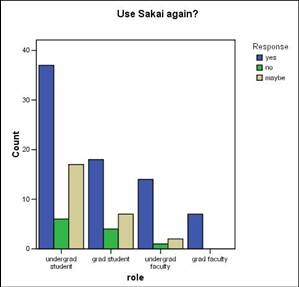 Use Sakai again?
Response
yes
no
maybe
Count
40
30
20
10
0
undergrad
student
grad student
undergrad
faculty
grad faculty
role